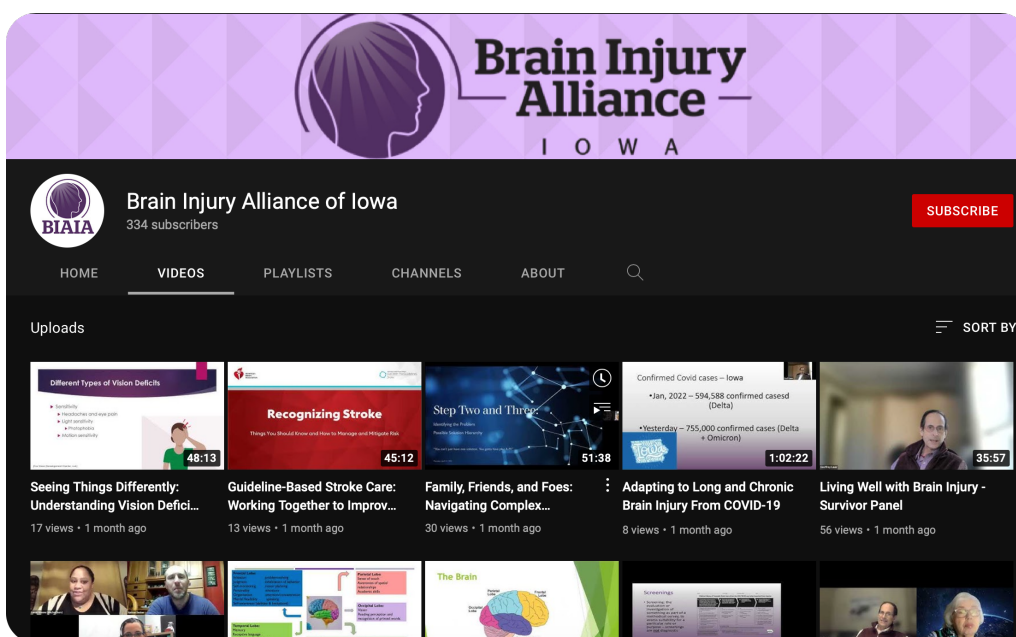 Brain Injury
Alliance
IOWA
BIAIA
Brain Injury Alliance of Iowa
334 subscribers
SUBSCRIBE
HOME
VIDEOS
PLAYLISTS
CHANNELS
ABOUT
Uploads
SORT BY
Different Types of Vision Deficits
Sensitivity
Headaches and eye pain
Light sensitivity
Photophobia
Motion sensitivity
48:13
Recognizing Stroke
Things You Should Know and How to Manage and Mitigate Risk
45:12
Step Two and Three:
Identifying the Problem
Possible Solution Hierarchy
51:38
Confirmed Covid cases – Iowa
•Jan, 2022 – 594,588 confirmed casesd
(Delta)
•Yesterday – 755,000 confirmed cases (Delta
+ Omicron)
1:02:22
35:57
Seeing Things Differently:
Understanding Vision Defici...
17 views • 1 month ago
Guideline-Based Stroke Care:
Working Together to Improv...
13 views • 1 month ago
Family, Friends, and Foes:
Navigating Complex...
30 views • 1 month ago
Adapting to Long and Chronic
Brain Injury From COVID-19
8 views • 1 month ago
Living Well with Brain Injury -
Survivor Panel
56 views • 1 month ago
Parietal Lobe:
Occipital Lobe:
Temporal Lobe:
The Brain
Screenings